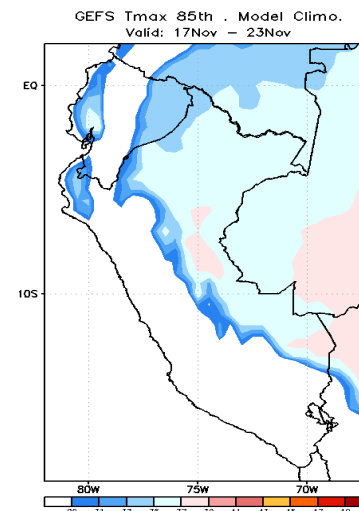 GEFS Tmax 85th . Model Climo.
Valid: 17Nov – 23Nov
EQ
10S
80W
75W
70W